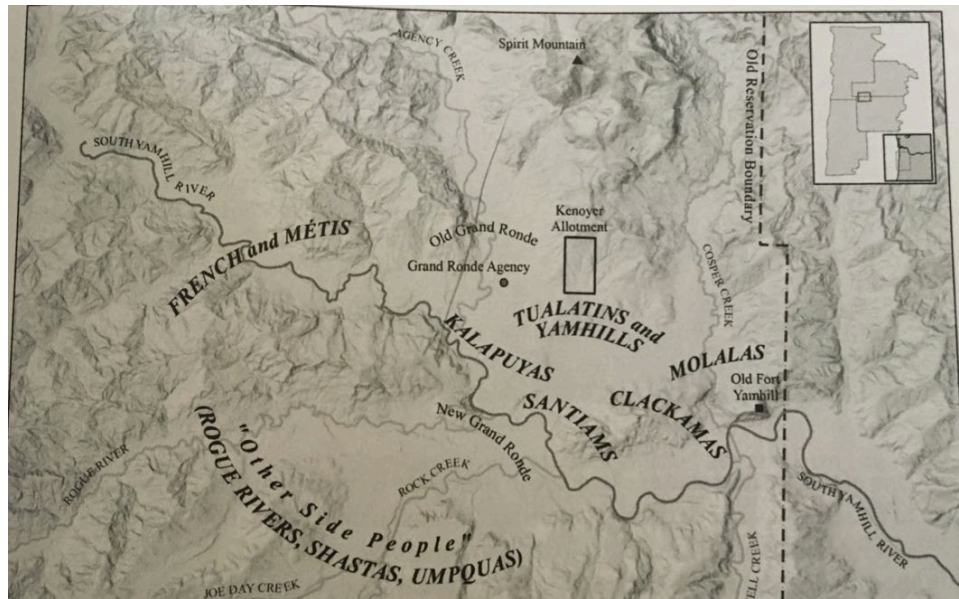 AGENCY CREEK
Spirit Mountain
Old Reservation Boundary
SOUTH YAMHILL
RIVER
FRENCH and MÉTIS
Old Grand Ronde
Kenoyer
Allotment
Grand Ronde Agency
COSPER CREEK
TUALATINS and
YAMHILLS
KALAPUYAS
MOLALAS
Old Fort
Yamhill
CLACKAMAS
SANTIAMS
New Grand Ronde
"Other Side People"
(ROGUE RIVERS, SHASTAS, UMPQUAS)
ROGUE RIVER
ROCK CREEK
SOUTH YAMHILL RIVER
JOE DAY CREEK
CREEK